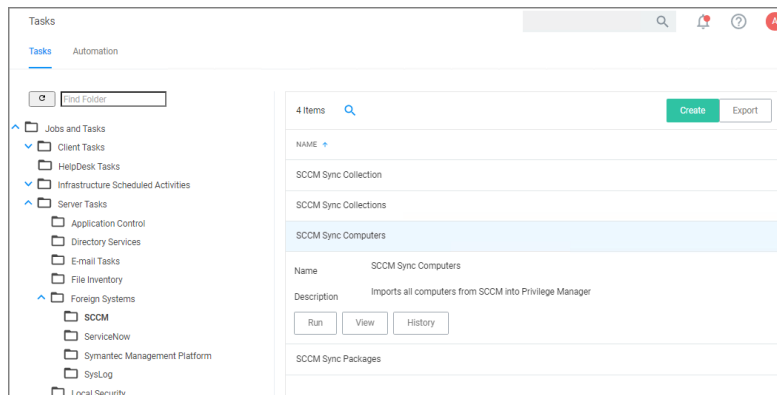 Tasks
A
Tasks Automation
Find Folder
Jobs and Tasks
Client Tasks
HelpDesk Tasks
Infrastructure Scheduled Activities
Server Tasks
Application Control
Directory Services
E-mail Tasks
File Inventory
Foreign Systems
SCCM
ServiceNow
Symantec Management Platform
SysLog
Local Security
4 Items
Create Export
NAME
SCCM Sync Collection
SCCM Sync Collections
SCCM Sync Computers
Name SCCM Sync Computers
Description Imports all computers from SCCM into Privilege Manager
Run View History
SCCM Sync Packages